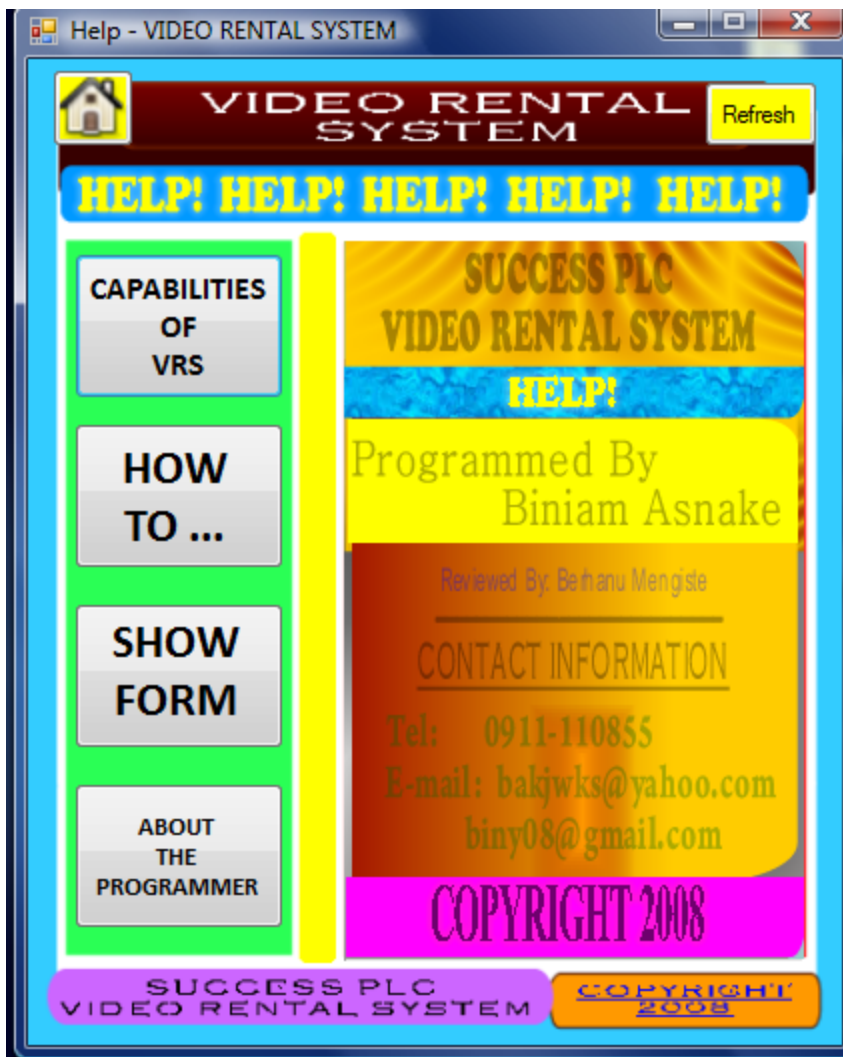 Help - VIDEO RENTAL SYSTEM
VIDEO RENTAL
SYSTEM
Refresh
HELP! HELP! HELP! HELP! HELP!
CAPABILITIES
OF
VRS
HOW
TO ...
SHOW
FORM
ABOUT
THE
PROGRAMMER
SUCCESS PLC
VIDEO RENTAL SYSTEM
HELP!
Programmed By
Biniam Asnake
Reviewed By: Berhanu Mengiste
CONTACT INFORMATION
Tel: 0911-110855
E-mail: bakjwks@yahoo.com
biny08@gmail.com
COPYRIGHT 2008
SUCCESS PLC
VIDEO RENTAL SYSTEM
COPYRIGHT
2008